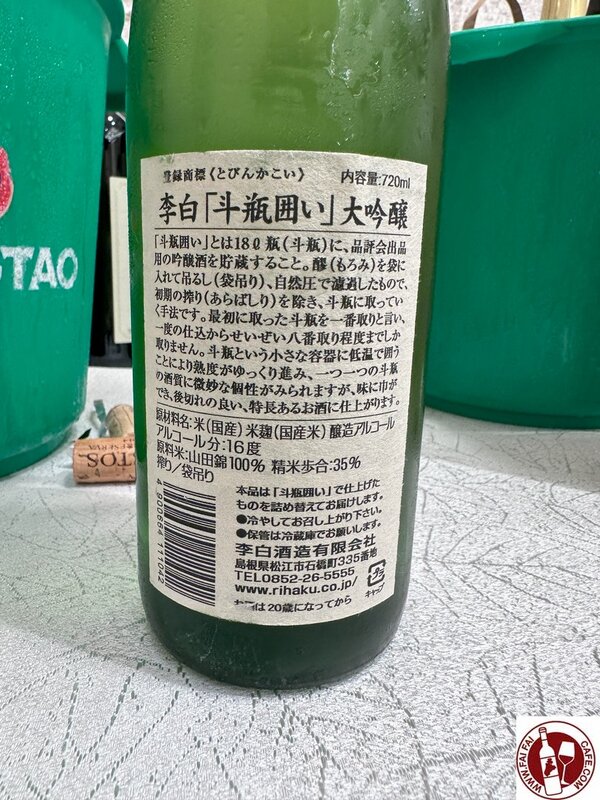 登録商標《とびんかこい》 内容量:720ml
李白「斗瓶囲い」大吟醸
「斗瓶囲い」とは18ℓ瓶(斗瓶)に、品評会出品
用の吟醸酒を貯蔵すること。醪(もろみ)を袋に
入れて吊るし(袋吊り)、自然圧で濾過したもので、
初期の搾り(あらばしり)を除き、斗瓶に取ってい
く手法です。最初に取った斗瓶を一番取りと言い、
一度の仕込からせいぜい八番取り程度までしか
取りません。斗瓶という小さな容器に低温で囲う
ことにより熟度がゆっくり進み、一つ一つの斗瓶
の酒質に微妙な個性がみられますが、味に巾が
でき、後切れの良い、特長あるお酒に仕上がります。
原材料名:米(国産) 米麹(国産米) 醸造アルコール
アルコール分:16度
原料米:山田錦100% 精米歩合:35%
搾り/袋吊り
本品は「斗瓶囲い」で仕上げた
ものを詰め替えてお届けします。
●冷やしてお召し上がり下さい。
●保管は冷蔵庫でお願いします。
李白酒造有限会社
島根県松江市石橋町335番地
TEL0852-26-5555
www.rihaku.co.jp/
プラ
キャップ
は20歳になってから
4 900684 111042
TAO
RESERVA
TOS
WWW.FAI FAI CAFE.COM